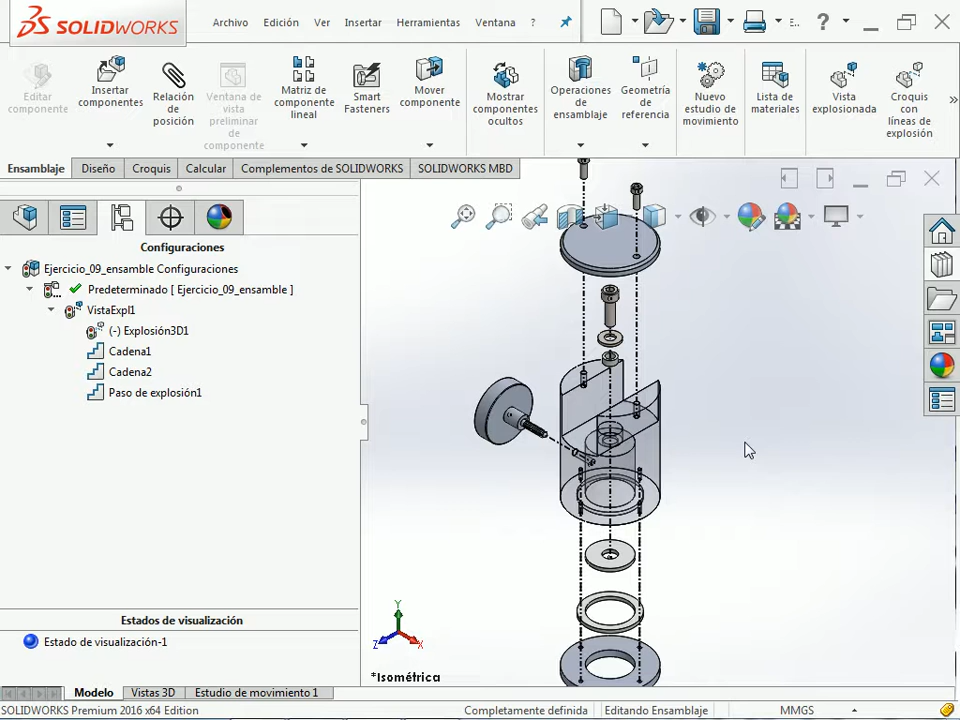 SOLIDWORKS
Archivo Edición Ver Insertar Herramientas Ventana ?
E..
?
Editar componente
Insertar componentes
Relación de posición
Ventana de vista preliminar de componente
Matriz de componente lineal
Smart Fasteners
Mover componente
Mostrar componentes ocultos
Operaciones de ensamblaje
Geometría de referencia
Nuevo estudio de movimiento
Lista de materiales
Vista explosionada
Croquis con líneas de explosión
»
Ensamblaje Diseño Croquis Calcular Complementos de SOLIDWORKS SOLIDWORKS MBD
Configuraciones
Ejercicio_09_ensamble Configuraciones
Predeterminado [ Ejercicio_09_ensamble ]
VistaExpl1
(-) Explosión3D1
Cadena1
Cadena2
Paso de explosión1
Estados de visualización
Estado de visualización-1
Y
Z
X
*Isométrica
Modelo Vistas 3D Estudio de movimiento 1
SOLIDWORKS Premium 2016 x64 Edition Completamente definida Editando Ensamblaje MMGS